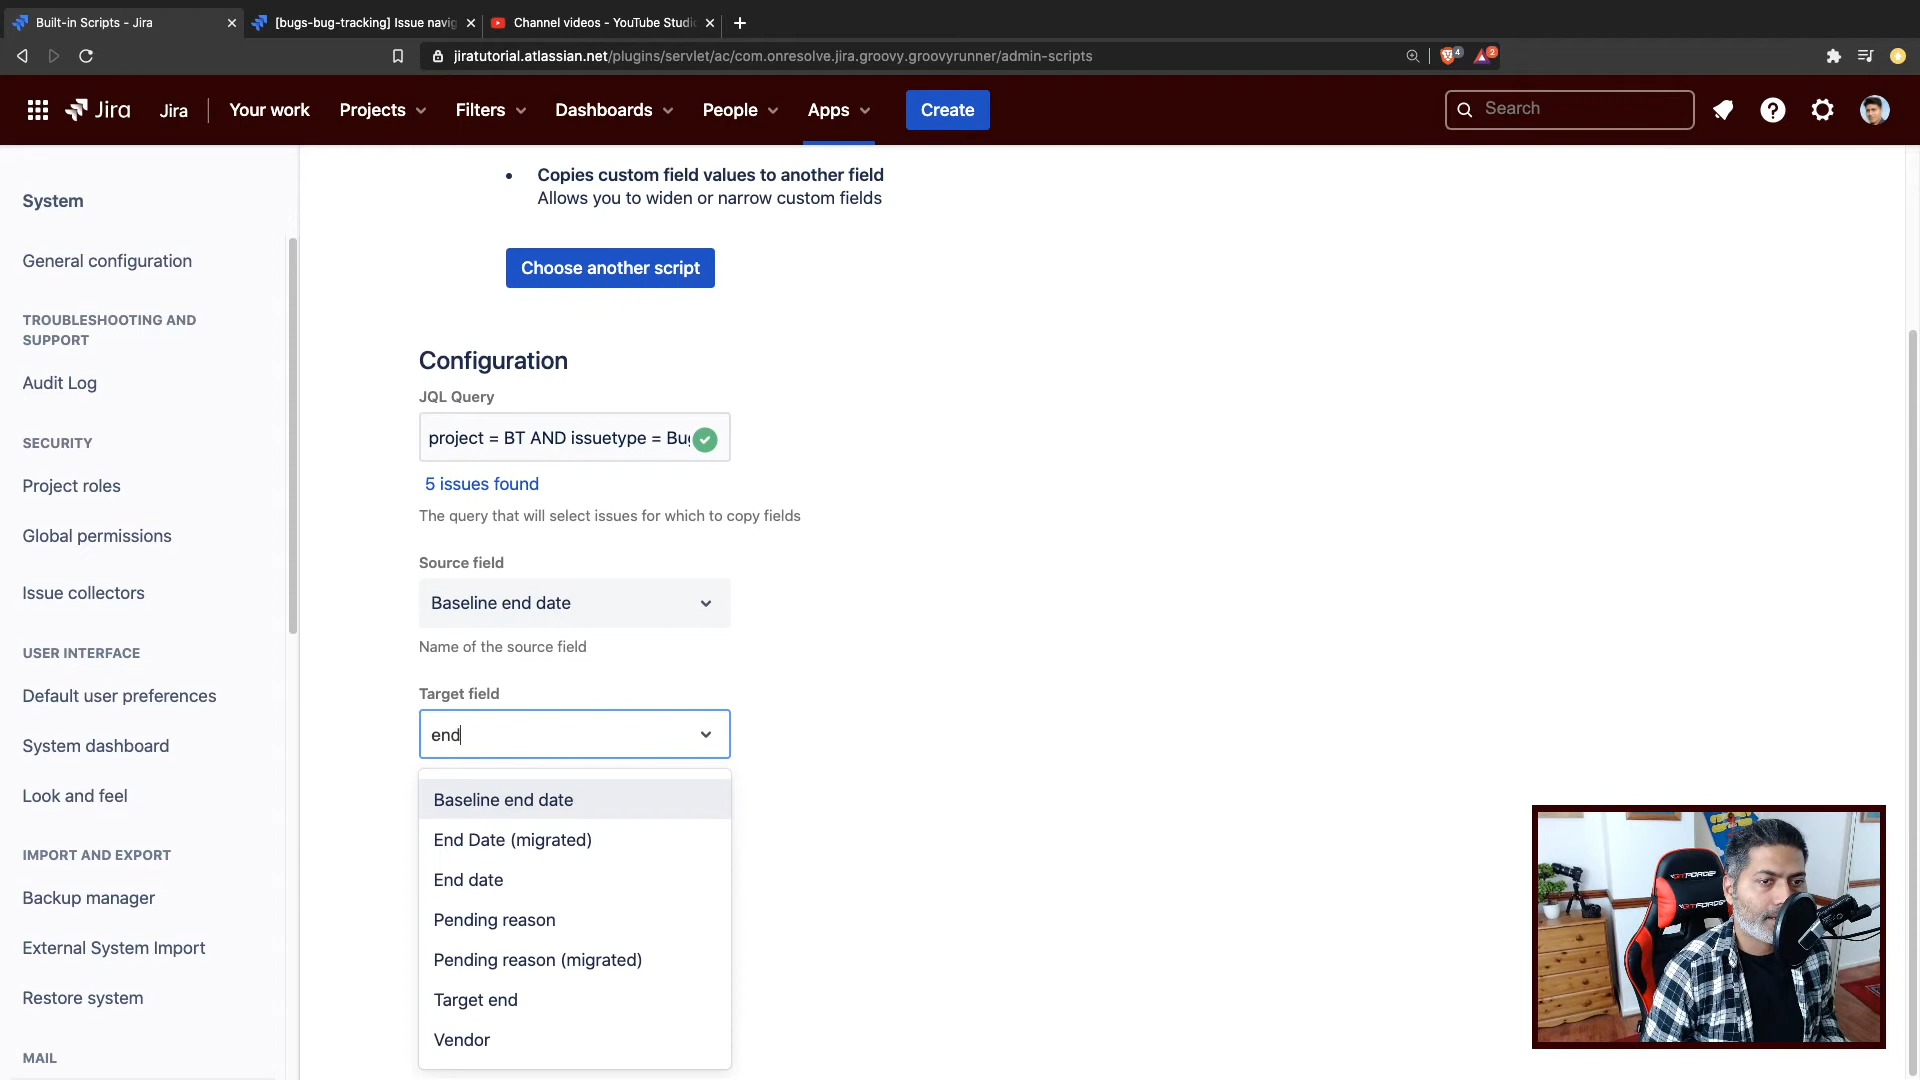 Built-in Scripts - Jira
[bugs-bug-tracking] Issue navig
Channel videos - YouTube Studi
jiratutorial.atlassian.net/plugins/servlet/ac/com.onresolve.jira.groovy.groovyrunner/admin-scripts
4
2
Jira
Jira
Your work
Projects
Filters
Dashboards
People
Apps
Create
Search
System
General configuration
TROUBLESHOOTING AND
SUPPORT
Audit Log
SECURITY
Project roles
Global permissions
Issue collectors
USER INTERFACE
Default user preferences
System dashboard
Look and feel
IMPORT AND EXPORT
Backup manager
External System Import
Restore system
MAIL
Copies custom field values to another field
Allows you to widen or narrow custom fields
Choose another script
Configuration
JQL Query
project = BT AND issuetype = Bug
5 issues found
The query that will select issues for which to copy fields
Source field
Baseline end date
Name of the source field
Target field
end
Baseline end date
End Date (migrated)
End date
Pending reason
Pending reason (migrated)
Target end
Vendor
GTFORCE
GTFORCE